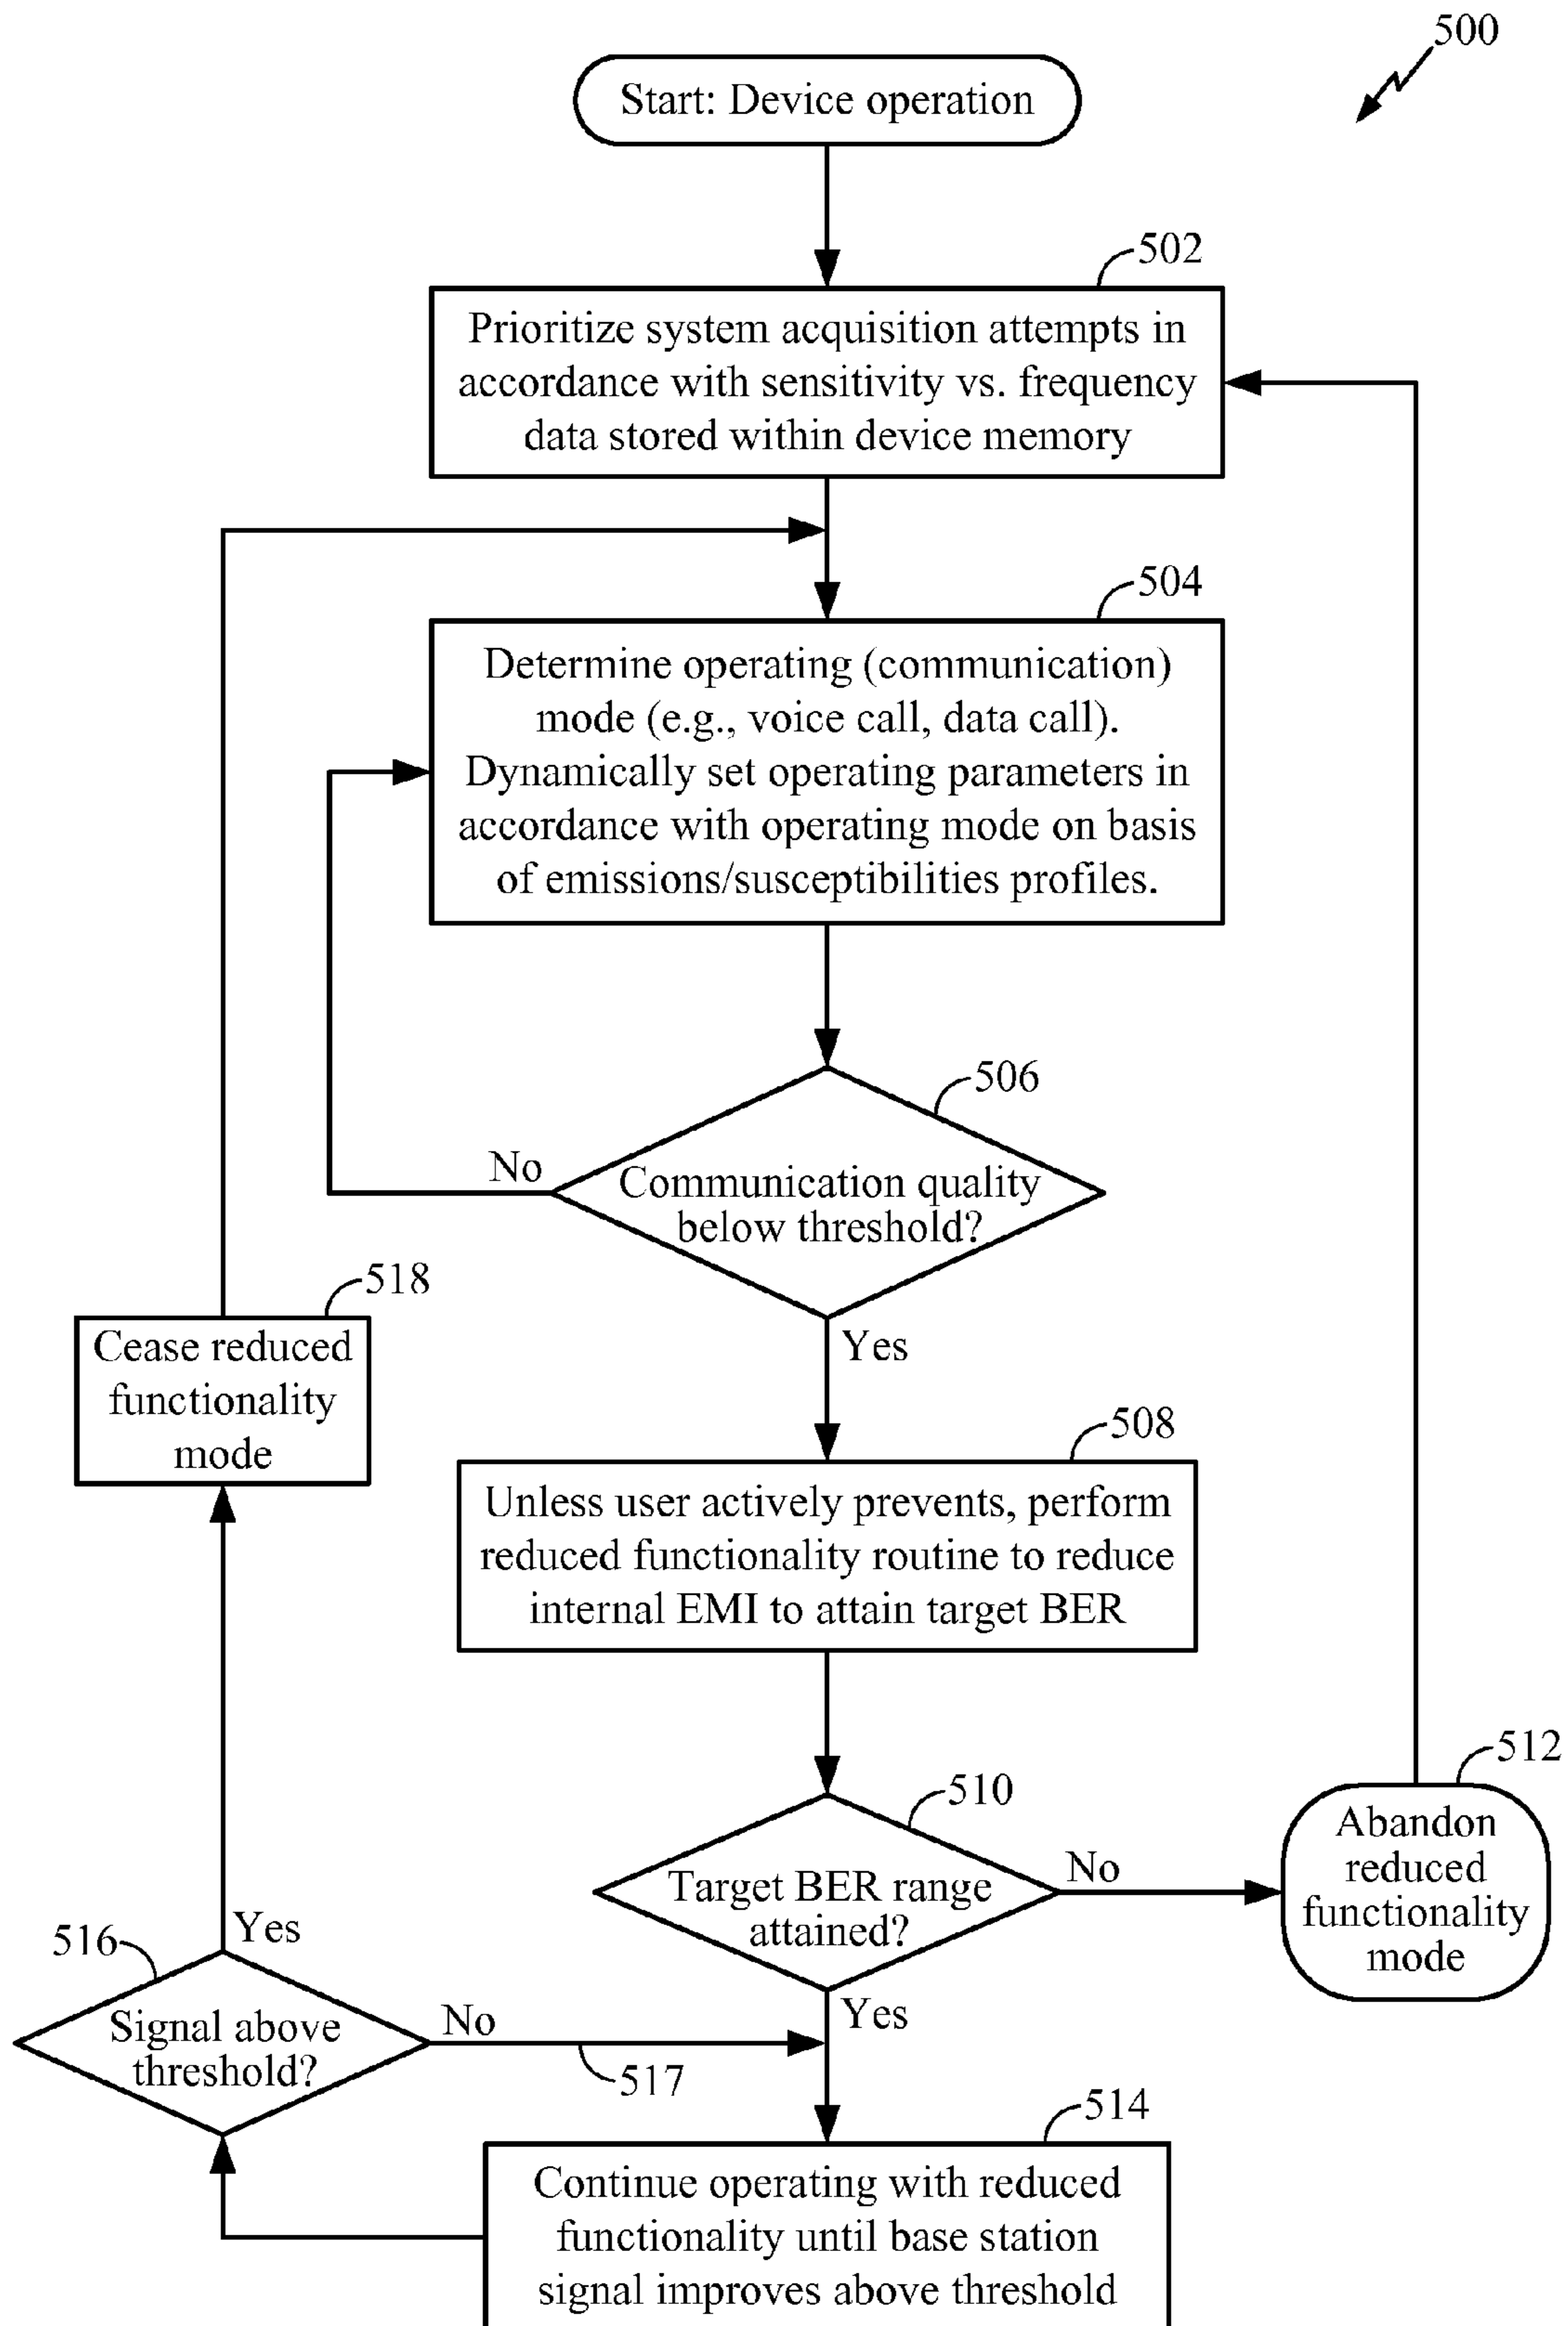 500
Start: Device operation
502
Prioritize system acquisition attempts in
accordance with sensitivity vs. frequency
data stored within device memory
504
Determine operating (communication)
mode (e.g., voice call, data call).
Dynamically set operating parameters in
accordance with operating mode on basis
of emissions/susceptibilities profiles.
506
No
Communication quality
below threshold?
Yes
518
Cease reduced
functionality
mode
508
Unless user actively prevents, perform
reduced functionality routine to reduce
internal EMI to attain target BER
510
Target BER range
attained?
No
512
Abandon
reduced
functionality
mode
Yes
516
Yes
Signal above
threshold?
No
517
514
Continue operating with reduced
functionality until base station
signal improves above threshold